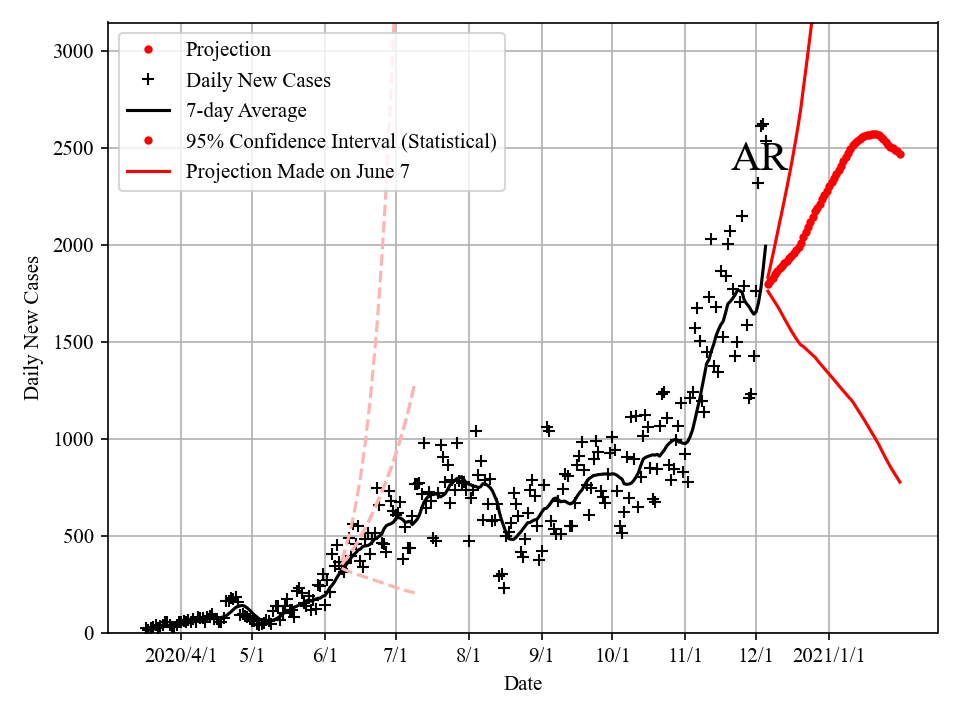 3000
2500
2000
1500
1000
500
0
Daily New Cases
Projection
Daily New Cases
7-day Average
95% Confidence Interval (Statistical)
Projection Made on June 7
AR
2020/4/1 5/1 6/1 7/1 8/1 9/1 10/1 11/1 12/1 2021/1/1
Date